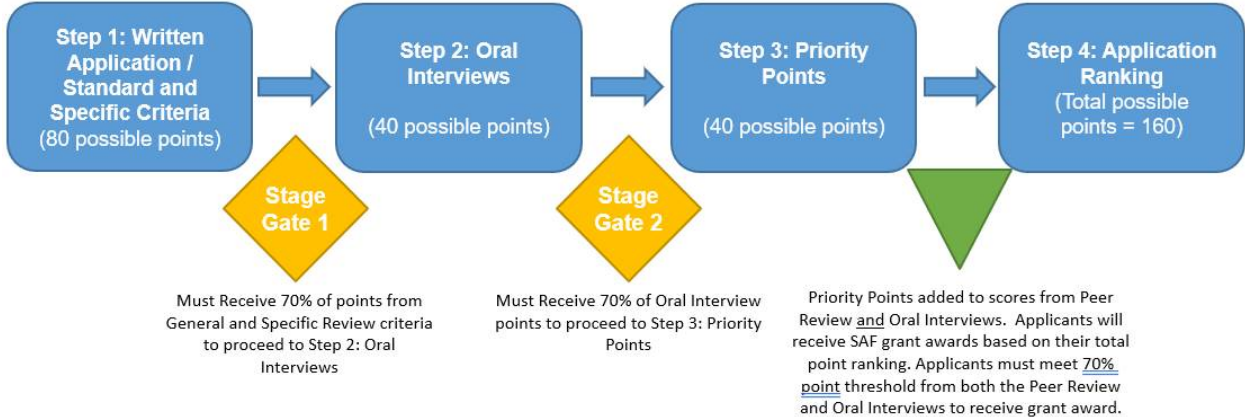 Step 1: Written
Application /
Standard and
Specific Criteria
(80 possible points)
Step 2: Oral
Interviews
(40 possible points)
Step 3: Priority
Points
(40 possible points)
Step 4: Application
Ranking
(Total possible
points = 160)
Stage
Gate 1
Stage
Gate 2
Must Receive 70% of points from
General and Specific Review criteria
to proceed to Step 2: Oral
Interviews
Must Receive 70% of Oral Interview
points to proceed to Step 3: Priority
Points
Priority Points added to scores from Peer
Review and Oral Interviews. Applicants will
receive SAF grant awards based on their total
point ranking. Applicants must meet 70%
point threshold from both the Peer Review
and Oral Interviews to receive grant award.